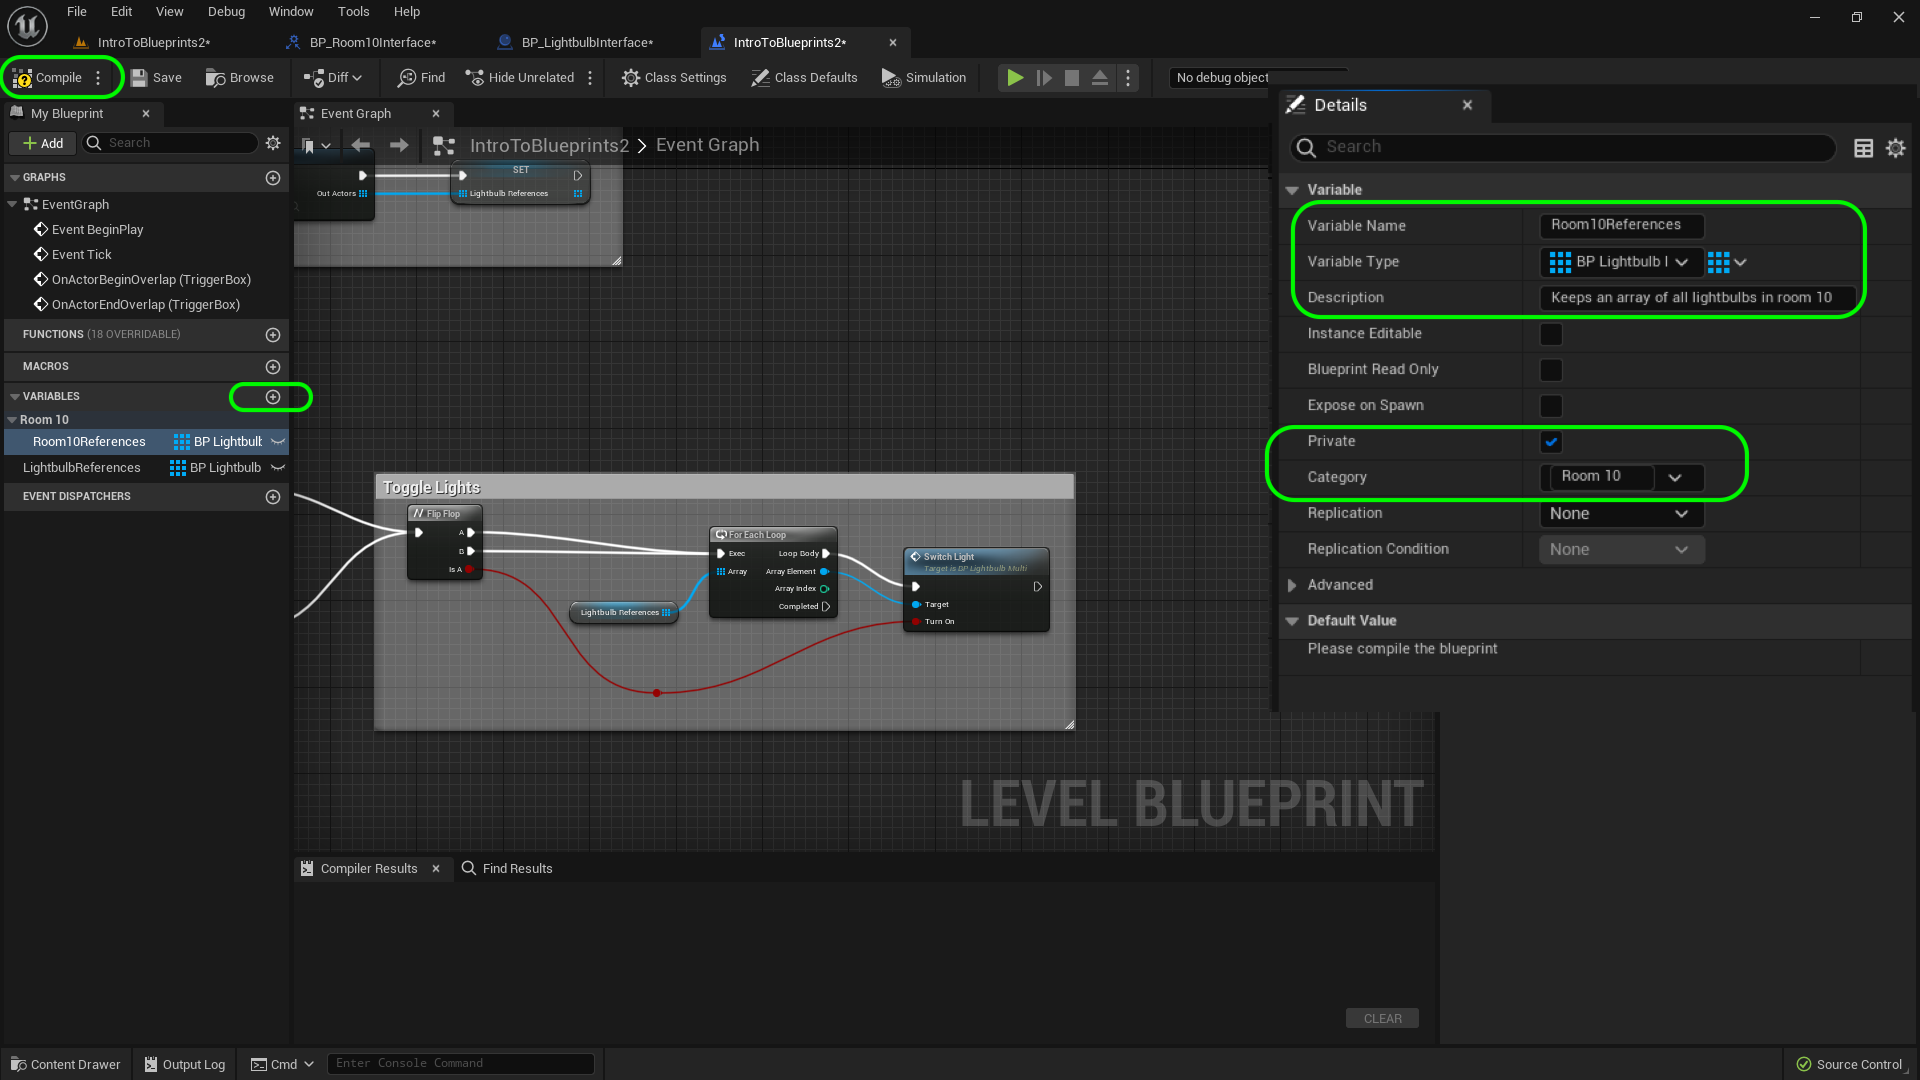 File Edit View Debug Window Tools Help
IntroToBlueprints2* BP_Room10Interface* BP_LightbulbInterface* IntroToBlueprints2*
Compile Save Browse Diff Find Hide Unrelated Class Settings Class Defaults Simulation No debug object
My Blueprint
Add Search
GRAPHS
EventGraph
Event BeginPlay
Event Tick
OnActorBeginOverlap (TriggerBox)
OnActorEndOverlap (TriggerBox)
FUNCTIONS (18 OVERRIDABLE)
MACROS
VARIABLES
Room 10
Room10References BP Lightbulb
LightbulbReferences BP Lightbulb
EVENT DISPATCHERS
Event Graph
IntroToBlueprints2 > Event Graph
SET
Out Actors Lightbulb References
Toggle Lights
Flip Flop
A
B
Is A
Lightbulb References
For Each Loop
Exec Loop Body
Array Array Element
Array Index
Completed
Switch Light
Target is BP Lightbulb Multi
Target
Turn On
LEVEL BLUEPRINT
Details
Search
Variable
Variable Name Room10References
Variable Type BP Lightbulb I
Description Keeps an array of all lightbulbs in room 10
Instance Editable
Blueprint Read Only
Expose on Spawn
Private
Category Room 10
Replication None
Replication Condition None
Advanced
Default Value
Please compile the blueprint
Compiler Results Find Results
CLEAR
Content Drawer Output Log Cmd Enter Console Command Source Control